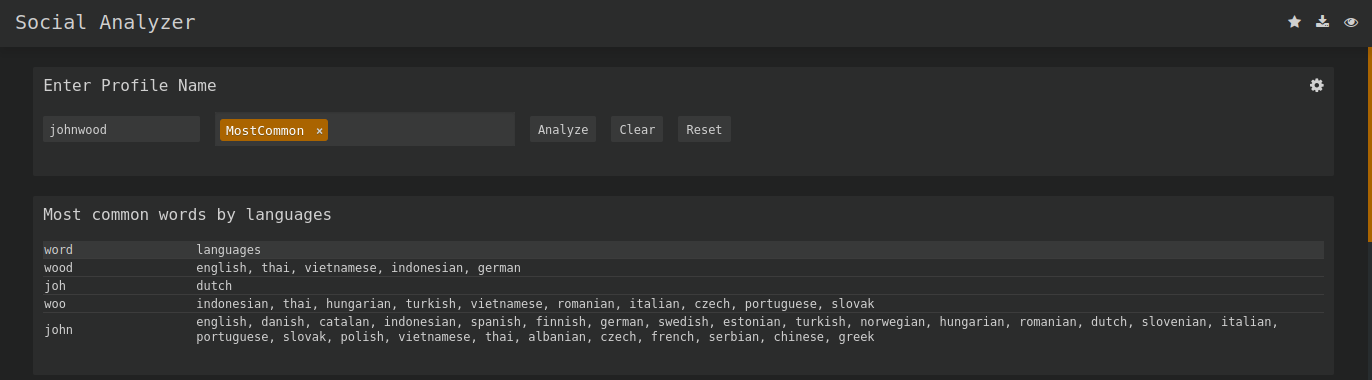 Social Analyzer
Enter Profile Name
johnwood MostCommon × Analyze Clear Reset
Most common words by languages
word languages
wood english, thai, vietnamese, indonesian, german
joh dutch
woo indonesian, thai, hungarian, turkish, vietnamese, romanian, italian, czech, portuguese, slovak
john english, danish, catalan, indonesian, spanish, finnish, german, swedish, estonian, turkish, norwegian, hungarian, romanian, dutch, slovenian, italian,
portuguese, slovak, polish, vietnamese, thai, albanian, czech, french, serbian, chinese, greek